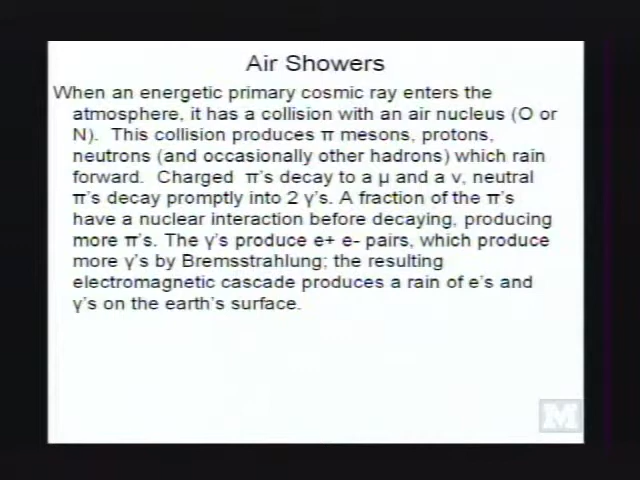 Air Showers
When an energetic primary cosmic ray enters the
atmosphere, it has a collision with an air nucleus (O or
N). This collision produces π mesons, protons,
neutrons (and occasionally other hadrons) which rain
forward. Charged π's decay to a μ and a ν, neutral
π's decay promptly into 2 γ's. A fraction of the π's
have a nuclear interaction before decaying, producing
more π's. The γ's produce e+ e- pairs, which produce
more γ's by Bremsstrahlung; the resulting
electromagnetic cascade produces a rain of e's and
γ's on the earth's surface.
M